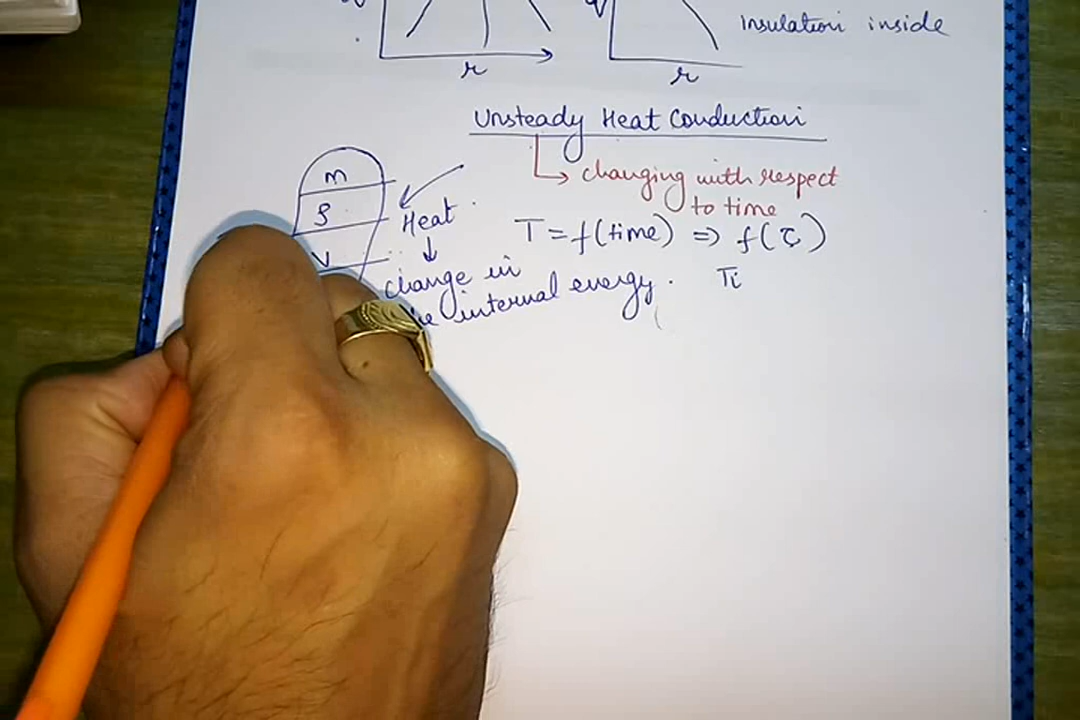 r
r
Insulation inside
Unsteady Heat Conduction
changing with respect
to time
m
ρ
V
Heat
T = f(time) ⇒ f(τ)
change in
internal energy.
Ti